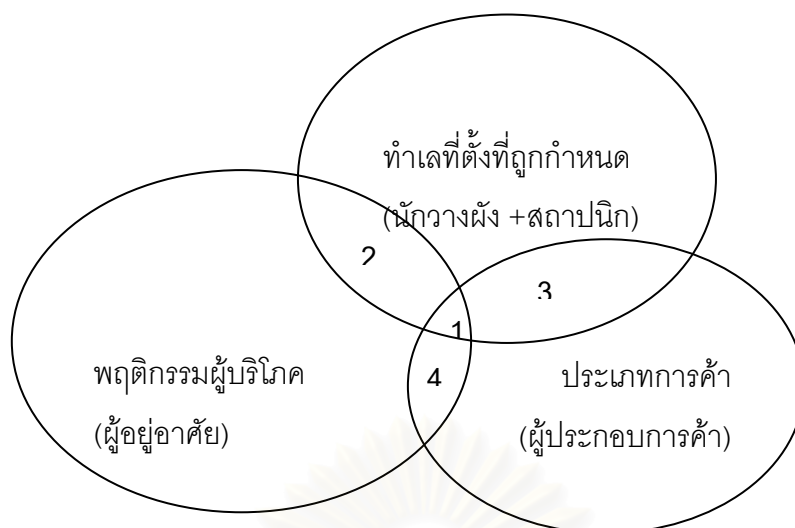 ทำเลที่ตั้งที่ถูกกำหนด
(นักวางผัง +สถาปนิก)
2
3
1
พฤติกรรมผู้บริโภค
(ผู้อยู่อาศัย)
4
ประเภทการค้า
(ผู้ประกอบการค้า)